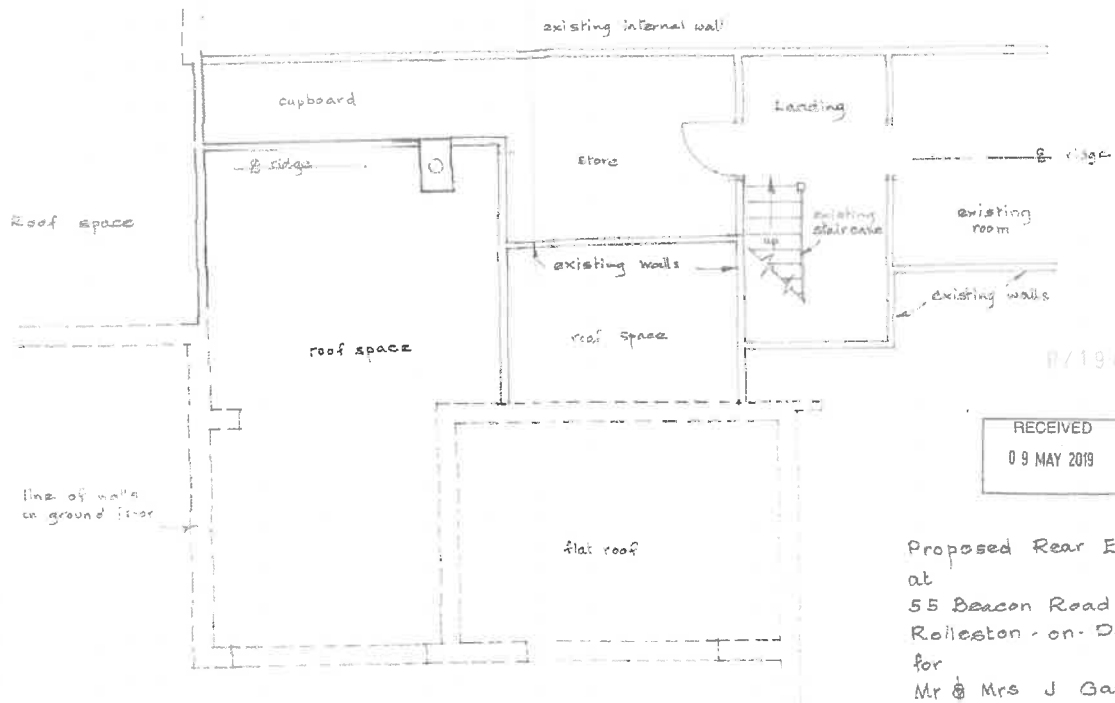 existing internal wall
cupboard
Landing
℄ ridge
store
℄ ridge
Roof space
existing
staircase
existing
room
up
existing walls
existing walls
roof space
roof space
RECEIVED
09 MAY 2019
line of walls
on ground floor
flat roof
Proposed Rear E
at
55 Beacon Road
Rolleston-on-D
for
Mr & Mrs J Ga